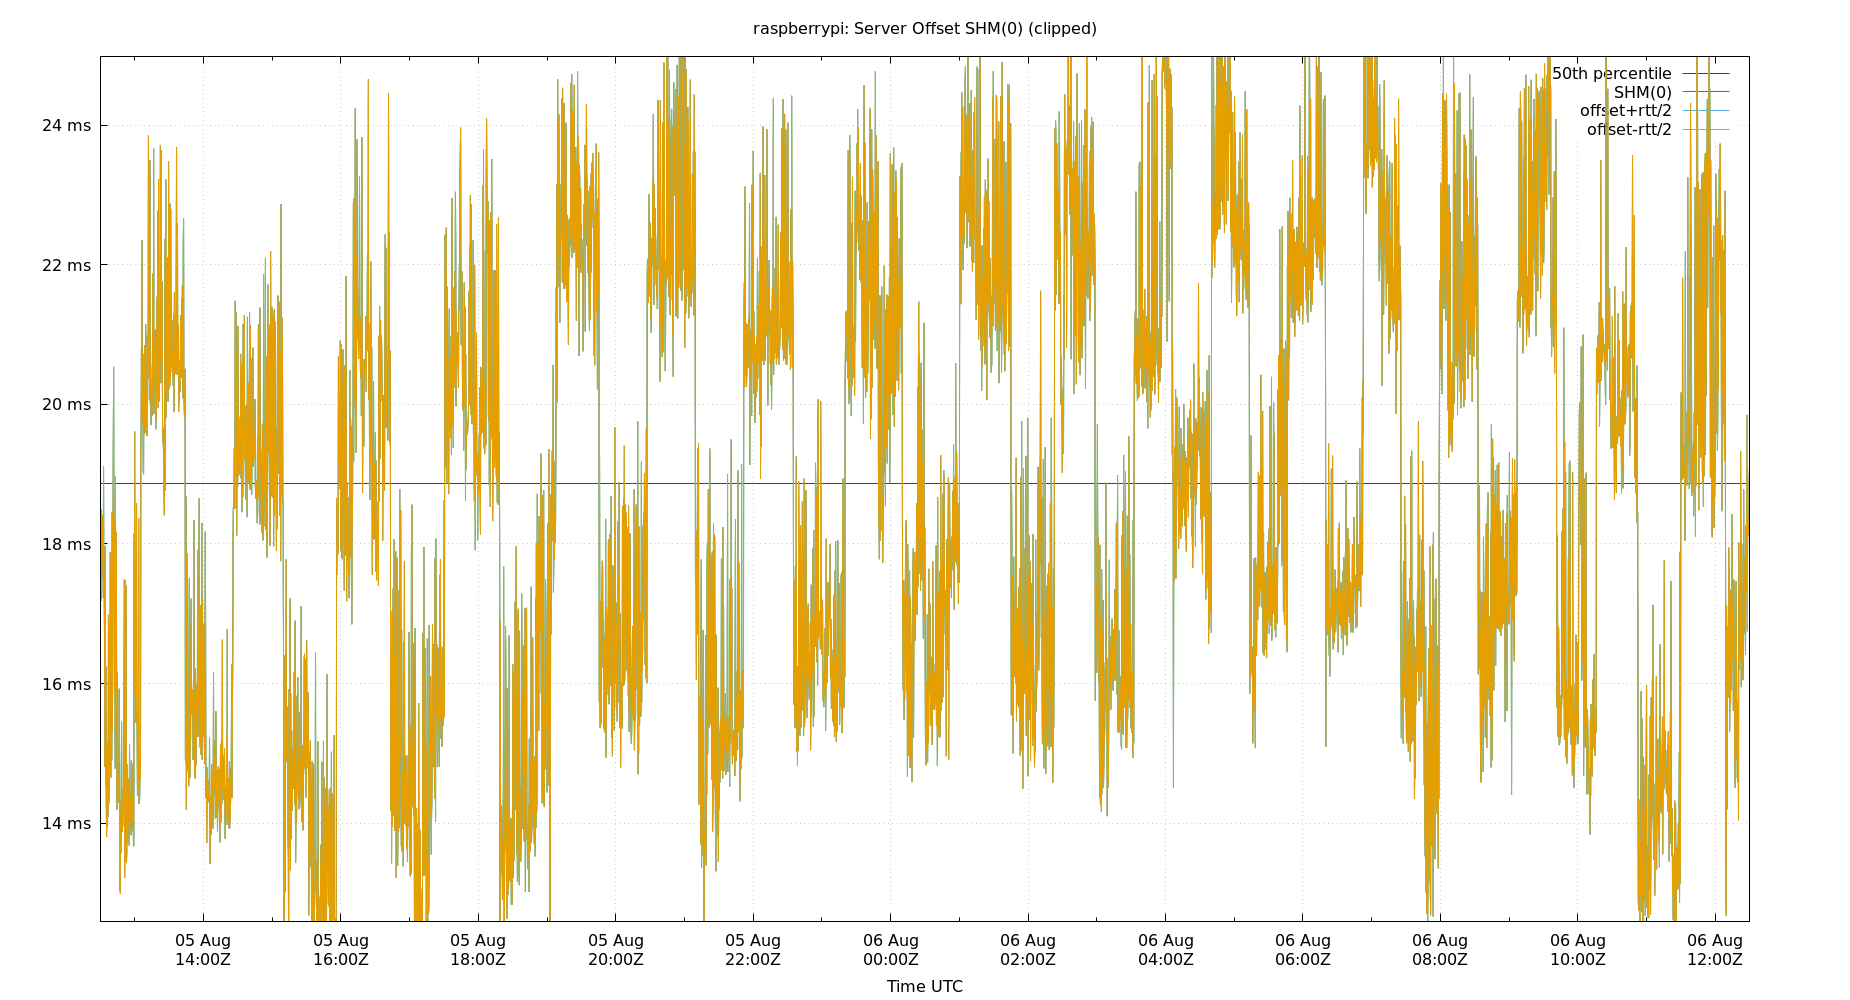 raspberrypi: Server Offset SHM(0) (clipped)
50th percentile
SHM(0)
offset+rtt/2
offset-rtt/2
24 ms
22 ms
20 ms
18 ms
16 ms
14 ms
05 Aug 05 Aug 05 Aug 05 Aug 05 Aug 06 Aug 06 Aug 06 Aug 06 Aug 06 Aug 06 Aug 06 Aug
14:00Z 16:00Z 18:00Z 20:00Z 22:00Z 00:00Z 02:00Z 04:00Z 06:00Z 08:00Z 10:00Z 12:00Z
Time UTC